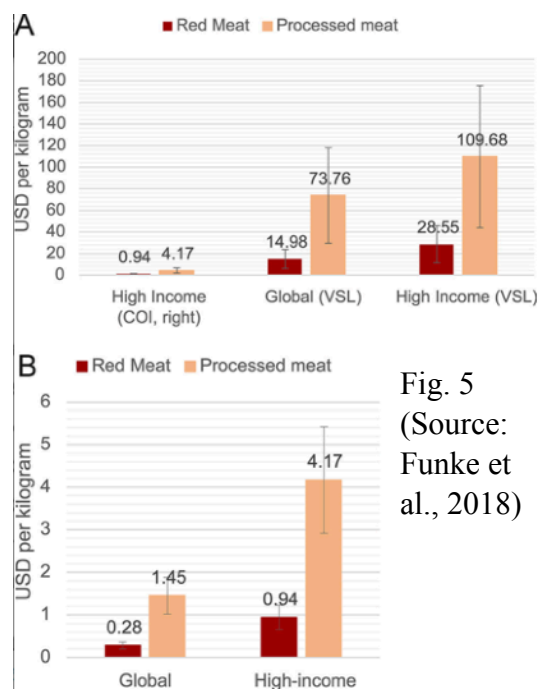 A
Red Meat Processed meat
USD per kilogram
200
180
160
140
120
100
80
60
40
20
0
0.94
4.17
14.98
73.76
28.55
109.68
High Income
(COI, right)
Global (VSL)
High Income (VSL)
B
Red Meat Processed meat
USD per kilogram
6
5
4
3
2
1
0
0.28
1.45
0.94
4.17
Global
High-income
Fig. 5
(Source:
Funke et
al., 2018)